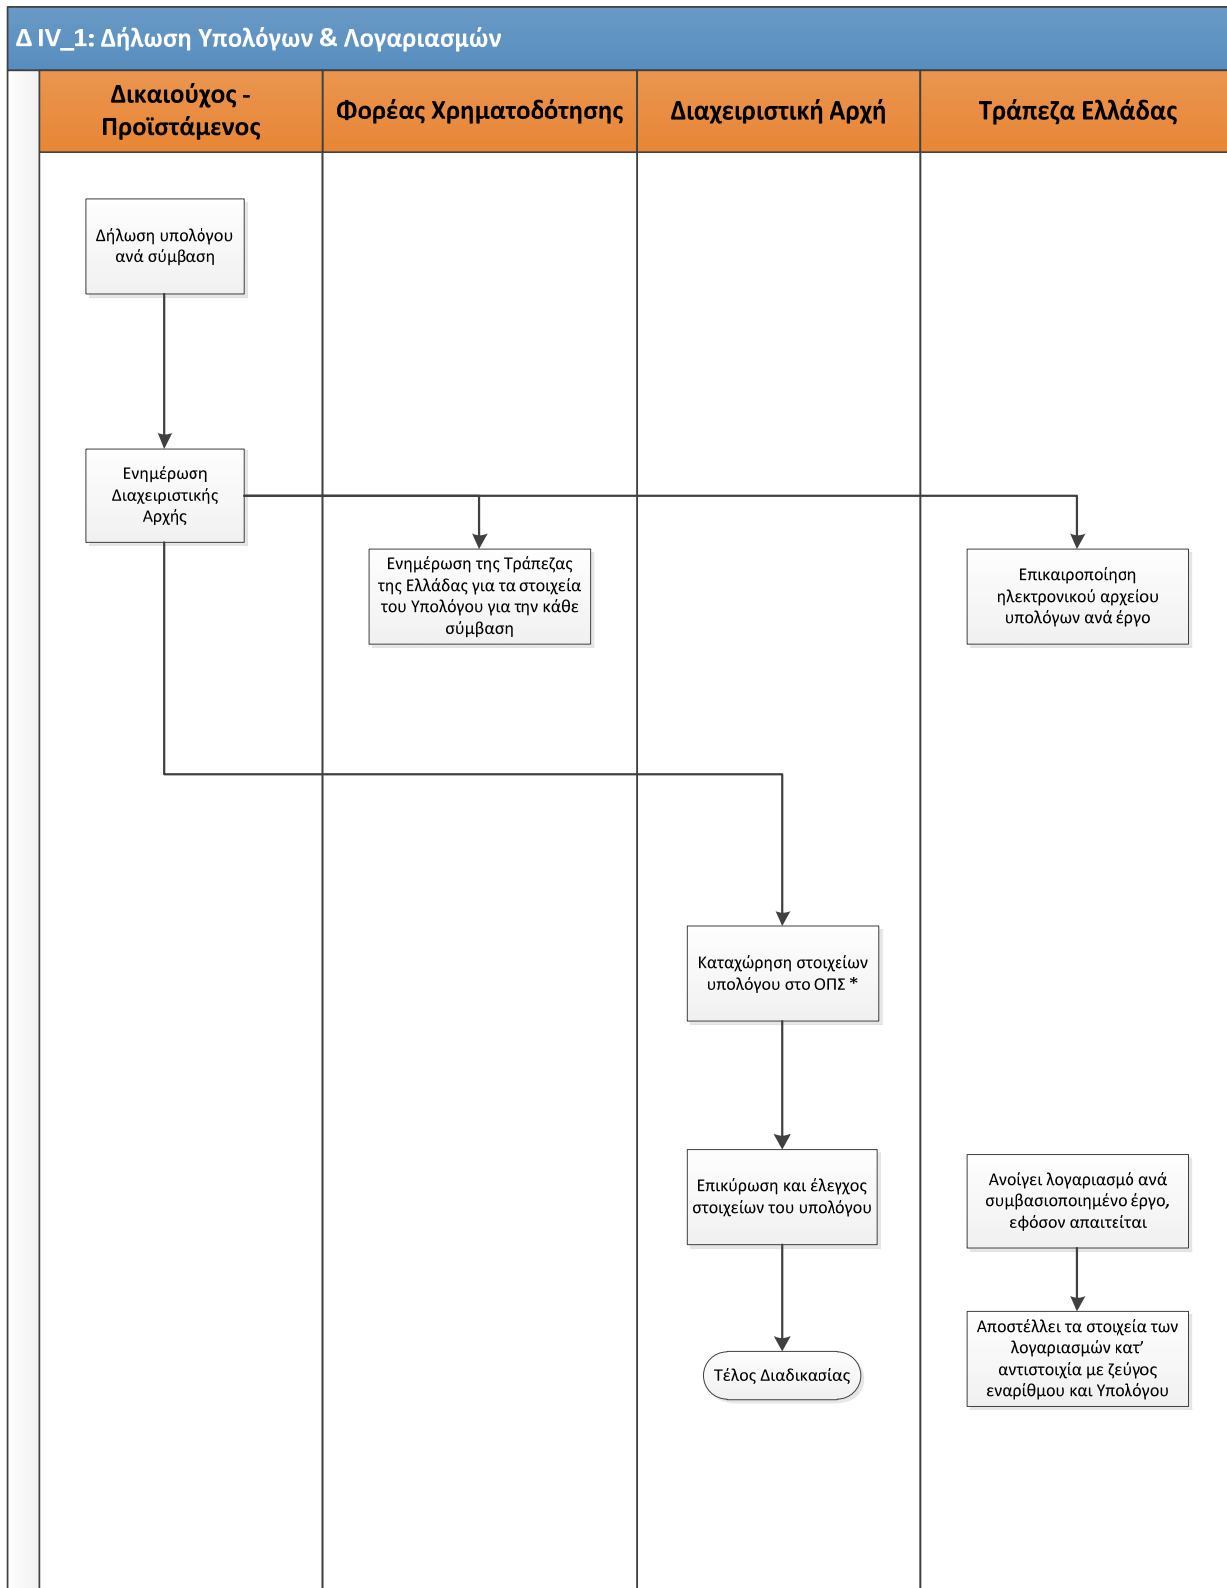 Δ IV_1: Δήλωση Υπολόγων & Λογαριασμών
Δικαιούχος -
Προϊστάμενος
Φορέας Χρηματοδότησης
Διαχειριστική Αρχή
Τράπεζα Ελλάδας
Δήλωση υπολόγου
ανά σύμβαση
Ενημέρωση
Διαχειριστικής
Αρχής
Ενημέρωση της Τράπεζας
της Ελλάδας για τα στοιχεία
του Υπολόγου για την κάθε
σύμβαση
Επικαιροποίηση
ηλεκτρονικού αρχείου
υπολόγων ανά έργο
Καταχώρηση στοιχείων
υπολόγου στο ΟΠΣ *
Επικύρωση και έλεγχος
στοιχείων του υπολόγου
Ανοίγει λογαριασμό ανά
συμβασιοποιημένο έργο,
εφόσον απαιτείται
Τέλος Διαδικασίας
Αποστέλλει τα στοιχεία των
λογαριασμών κατ’
αντιστοιχία με ζεύγος
εναρίθμου και Υπολόγου